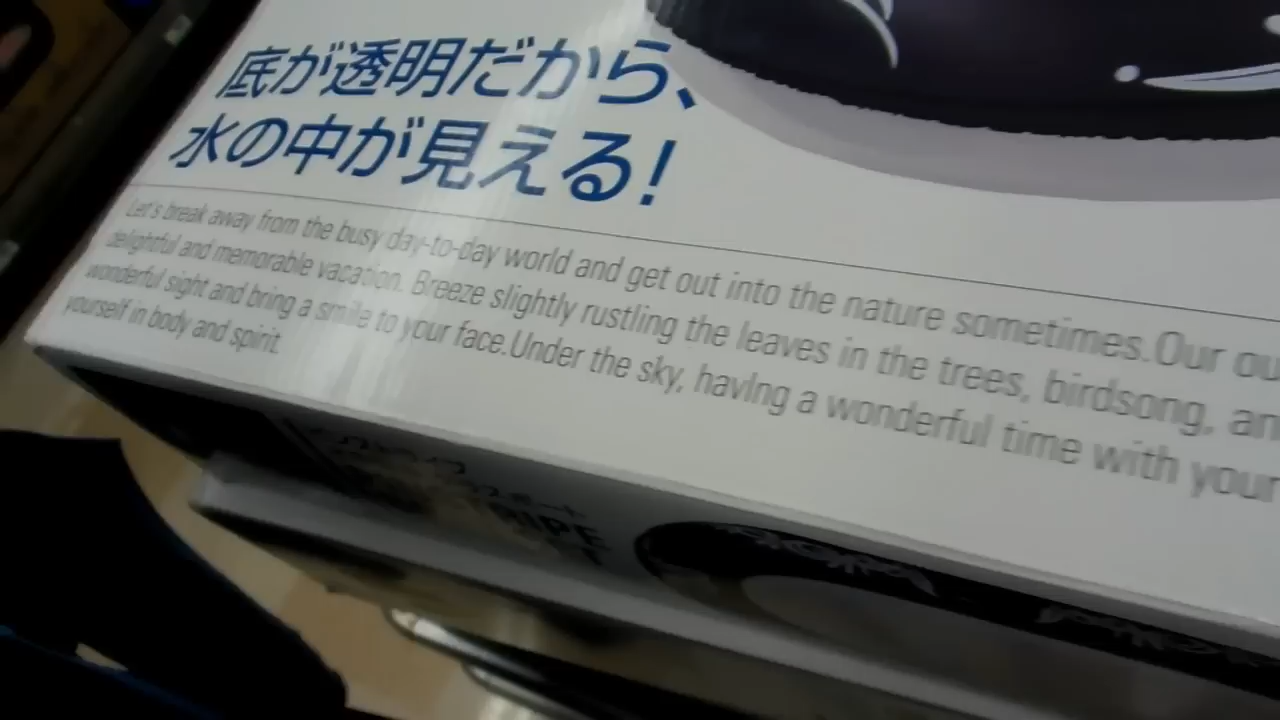 底が透明だから、
水の中が見える!
Let's break away from the busy day-to-day world and get out into the nature sometimes.Our
delightful and memorable vacation. Breeze slightly rustling the leaves in the trees, birdsong,
wonderful sight and bring a smile to your face.Under the sky, having a wonderful time with your
yourself in body and spirit.